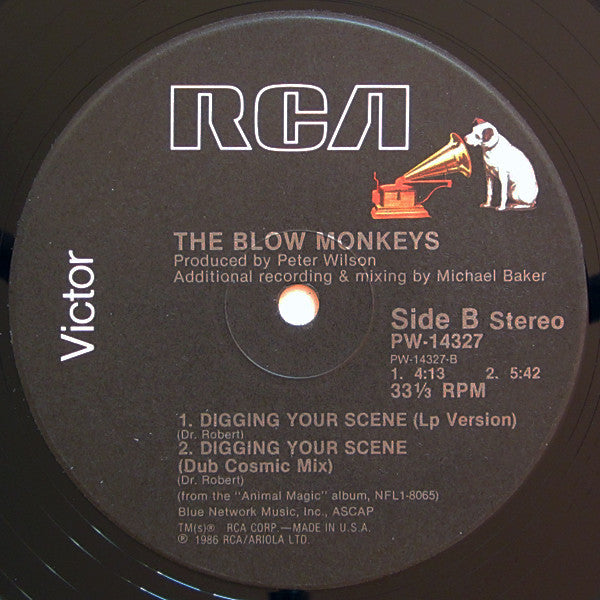 RCA
Victor
THE BLOW MONKEYS
Produced by Peter Wilson
Additional recording & mixing by Michael Baker
Side B Stereo
PW-14327
PW-14327-B
1. 4:13 2. 5:42
33⅓ RPM
1. DIGGING YOUR SCENE (Lp Version)
(Dr. Robert)
2. DIGGING YOUR SCENE
(Dub Cosmic Mix)
(Dr. Robert)
(from the "Animal Magic" album, NFL1-8065)
Blue Network Music, Inc., ASCAP
TM(s)® RCA CORP.—MADE IN U.S.A.
℗ 1986 RCA/ARIOLA LTD.